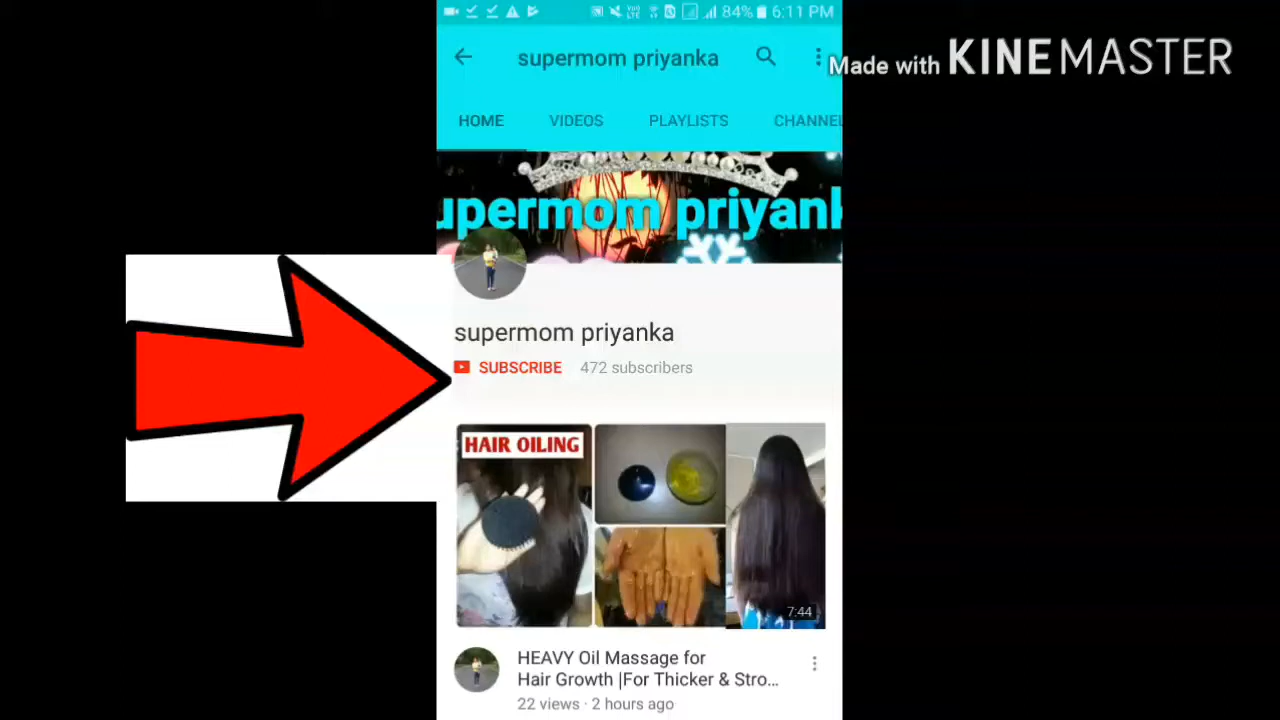 VoLTE 84% 6:11 PM
supermom priyanka
Made with KINEMASTER
HOME VIDEOS PLAYLISTS CHANNEL
upermom priyank
supermom priyanka
SUBSCRIBE 472 subscribers
HAIR OILING
7:44
HEAVY Oil Massage for
Hair Growth |For Thicker & Stro...
22 views · 2 hours ago